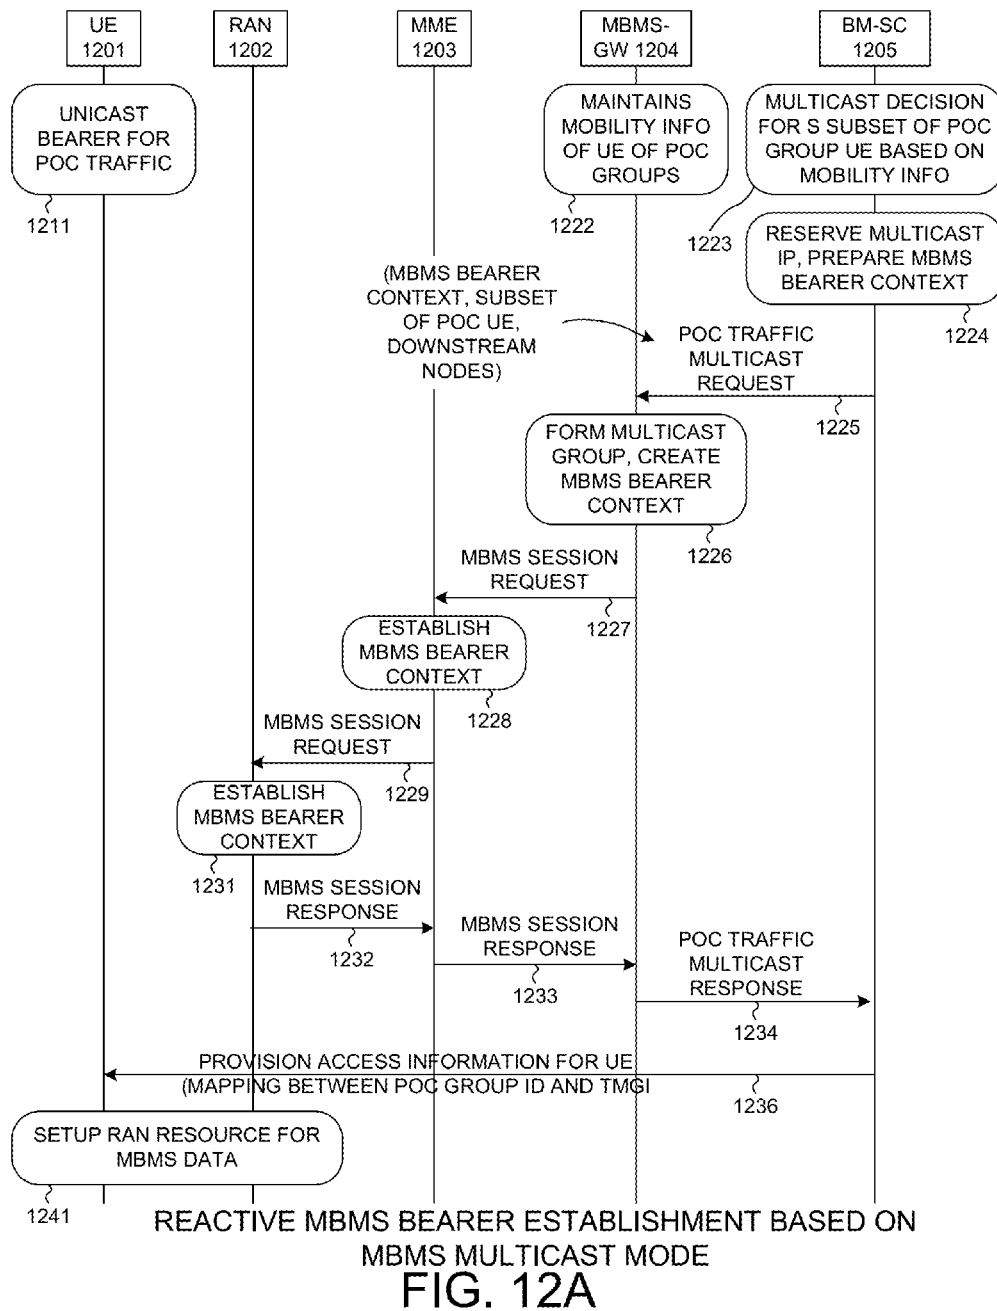 UE
1201
RAN
1202
MME
1203
MBMS-
GW 1204
BM-SC
1205
UNICAST
BEARER FOR
POC TRAFFIC
1211
MAINTAINS
MOBILITY INFO
OF UE OF POC
GROUPS
1222
MULTICAST DECISION
FOR S SUBSET OF POC
GROUP UE BASED ON
MOBILITY INFO
1223
RESERVE MULTICAST
IP, PREPARE MBMS
BEARER CONTEXT
1224
(MBMS BEARER
CONTEXT, SUBSET
OF POC UE,
DOWNSTREAM
NODES)
POC TRAFFIC
MULTICAST
REQUEST
1225
FORM MULTICAST
GROUP, CREATE
MBMS BEARER
CONTEXT
1226
MBMS SESSION
REQUEST
1227
ESTABLISH
MBMS BEARER
CONTEXT
1228
MBMS SESSION
REQUEST
1229
ESTABLISH
MBMS BEARER
CONTEXT
1231
MBMS SESSION
RESPONSE
1232
MBMS SESSION
RESPONSE
1233
POC TRAFFIC
MULTICAST
RESPONSE
1234
PROVISION ACCESS INFORMATION FOR UE
(MAPPING BETWEEN POC GROUP ID AND TMGI
1236
SETUP RAN RESOURCE FOR
MBMS DATA
1241
REACTIVE MBMS BEARER ESTABLISHMENT BASED ON
MBMS MULTICAST MODE
FIG. 12A